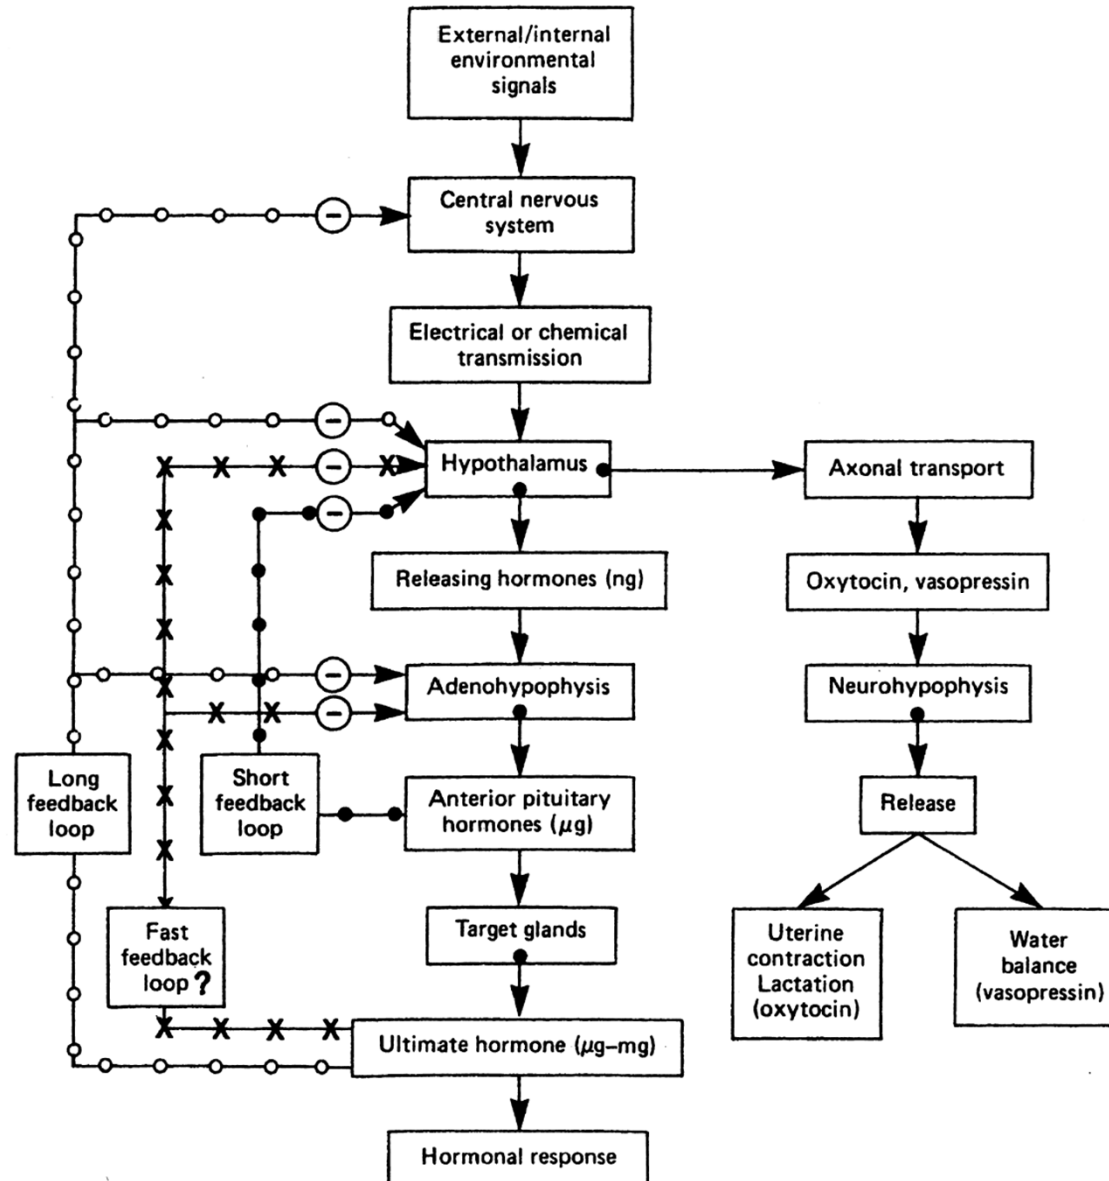 External/internal
environmental
signals
Central nervous
system
Electrical or chemical
transmission
Hypothalamus
Axonal transport
Releasing hormones (ng)
Oxytocin, vasopressin
Adenohypophysis
Neurohypophysis
Long
feedback
loop
Short
feedback
loop
Anterior pituitary
hormones (μg)
Release
Fast
feedback
loop ?
Target glands
Uterine
contraction
Lactation
(oxytocin)
Water
balance
(vasopressin)
Ultimate hormone (μg–mg)
Hormonal response